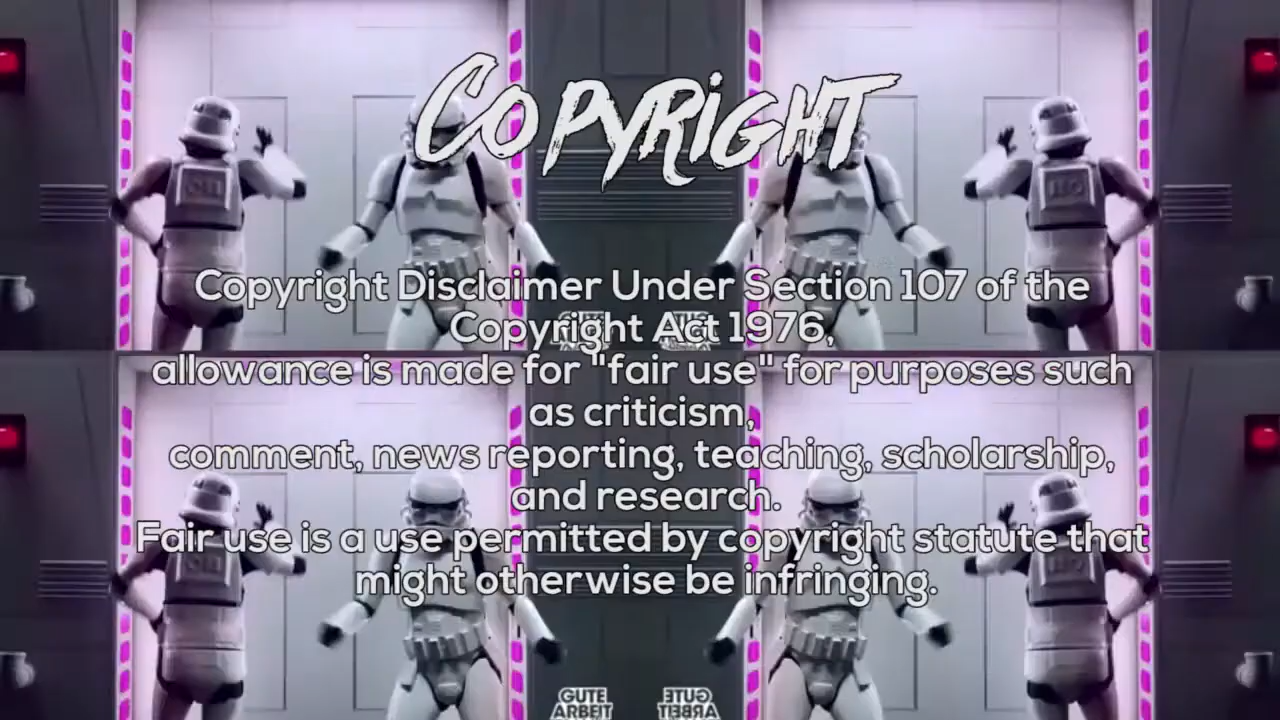 COPYRIGHT
Copyright Disclaimer Under Section 107 of the
Copyright Act 1976,
allowance is made for "fair use" for purposes such
as criticism,
comment, news reporting, teaching, scholarship,
and research.
Fair use is a use permitted by copyright statute that
might otherwise be infringing.
GUTE
ARBEIT
GUTE
ARBEIT